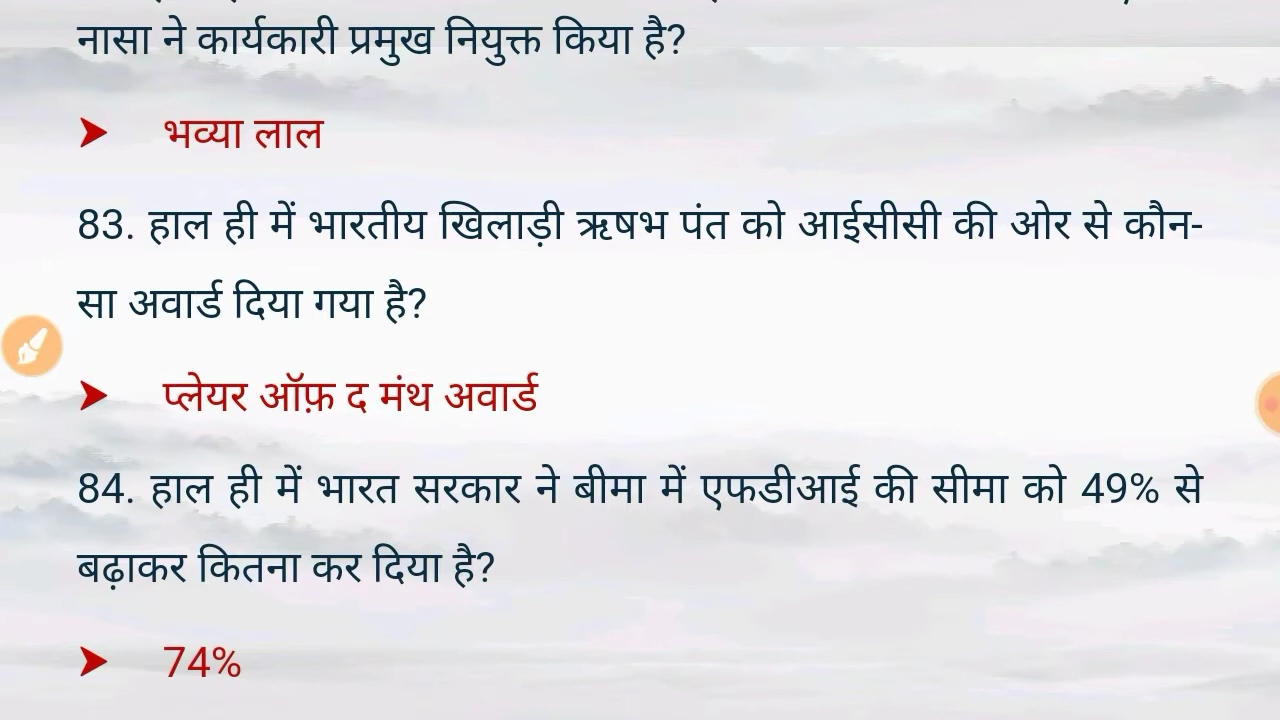 नासा ने कार्यकारी प्रमुख नियुक्त किया है?
➤ भव्या लाल
83. हाल ही में भारतीय खिलाड़ी ऋषभ पंत को आईसीसी की ओर से कौन-
सा अवार्ड दिया गया है?
➤ प्लेयर ऑफ़ द मंथ अवार्ड
84. हाल ही में भारत सरकार ने बीमा में एफडीआई की सीमा को 49% से
बढ़ाकर कितना कर दिया है?
➤ 74%